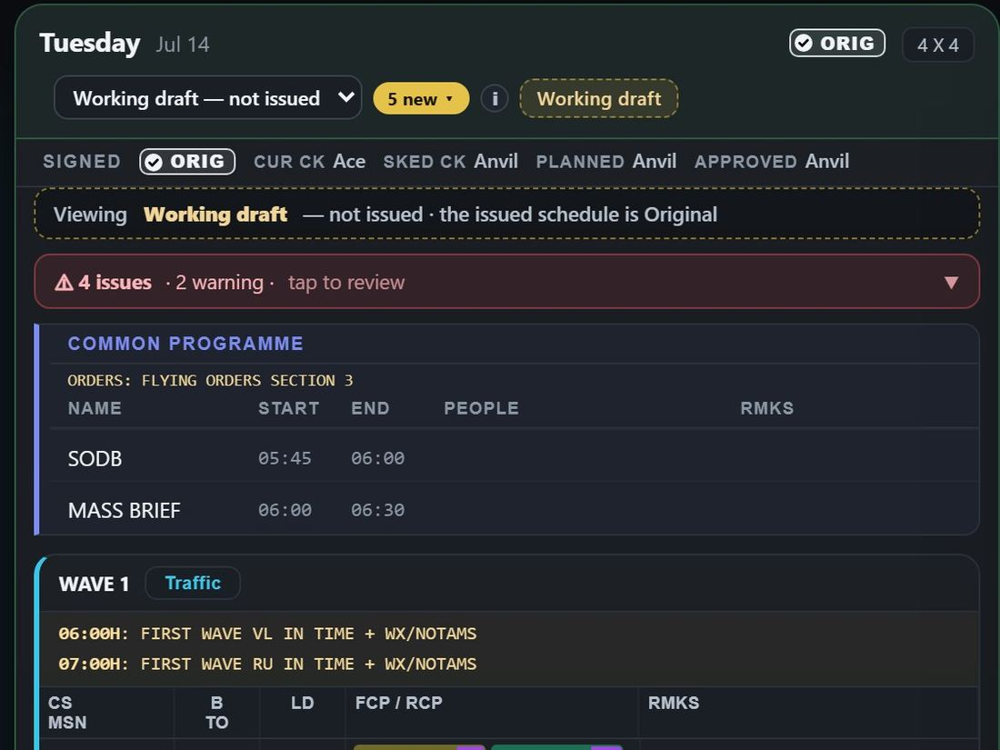 Tuesday Jul 14 ORIG 4 X 4
Working draft — not issued 5 new ▾ i Working draft
SIGNED ORIG CUR CK Ace SKED CK Anvil PLANNED Anvil APPROVED Anvil
Viewing Working draft — not issued · the issued schedule is Original
⚠ 4 issues · 2 warning · tap to review ▼
COMMON PROGRAMME
ORDERS: FLYING ORDERS SECTION 3
NAME START END PEOPLE RMKS
SODB 05:45 06:00
MASS BRIEF 06:00 06:30
WAVE 1 Traffic
06:00H: FIRST WAVE VL IN TIME + WX/NOTAMS
07:00H: FIRST WAVE RU IN TIME + WX/NOTAMS
CS B LD FCP / RCP RMKS
MSN TO